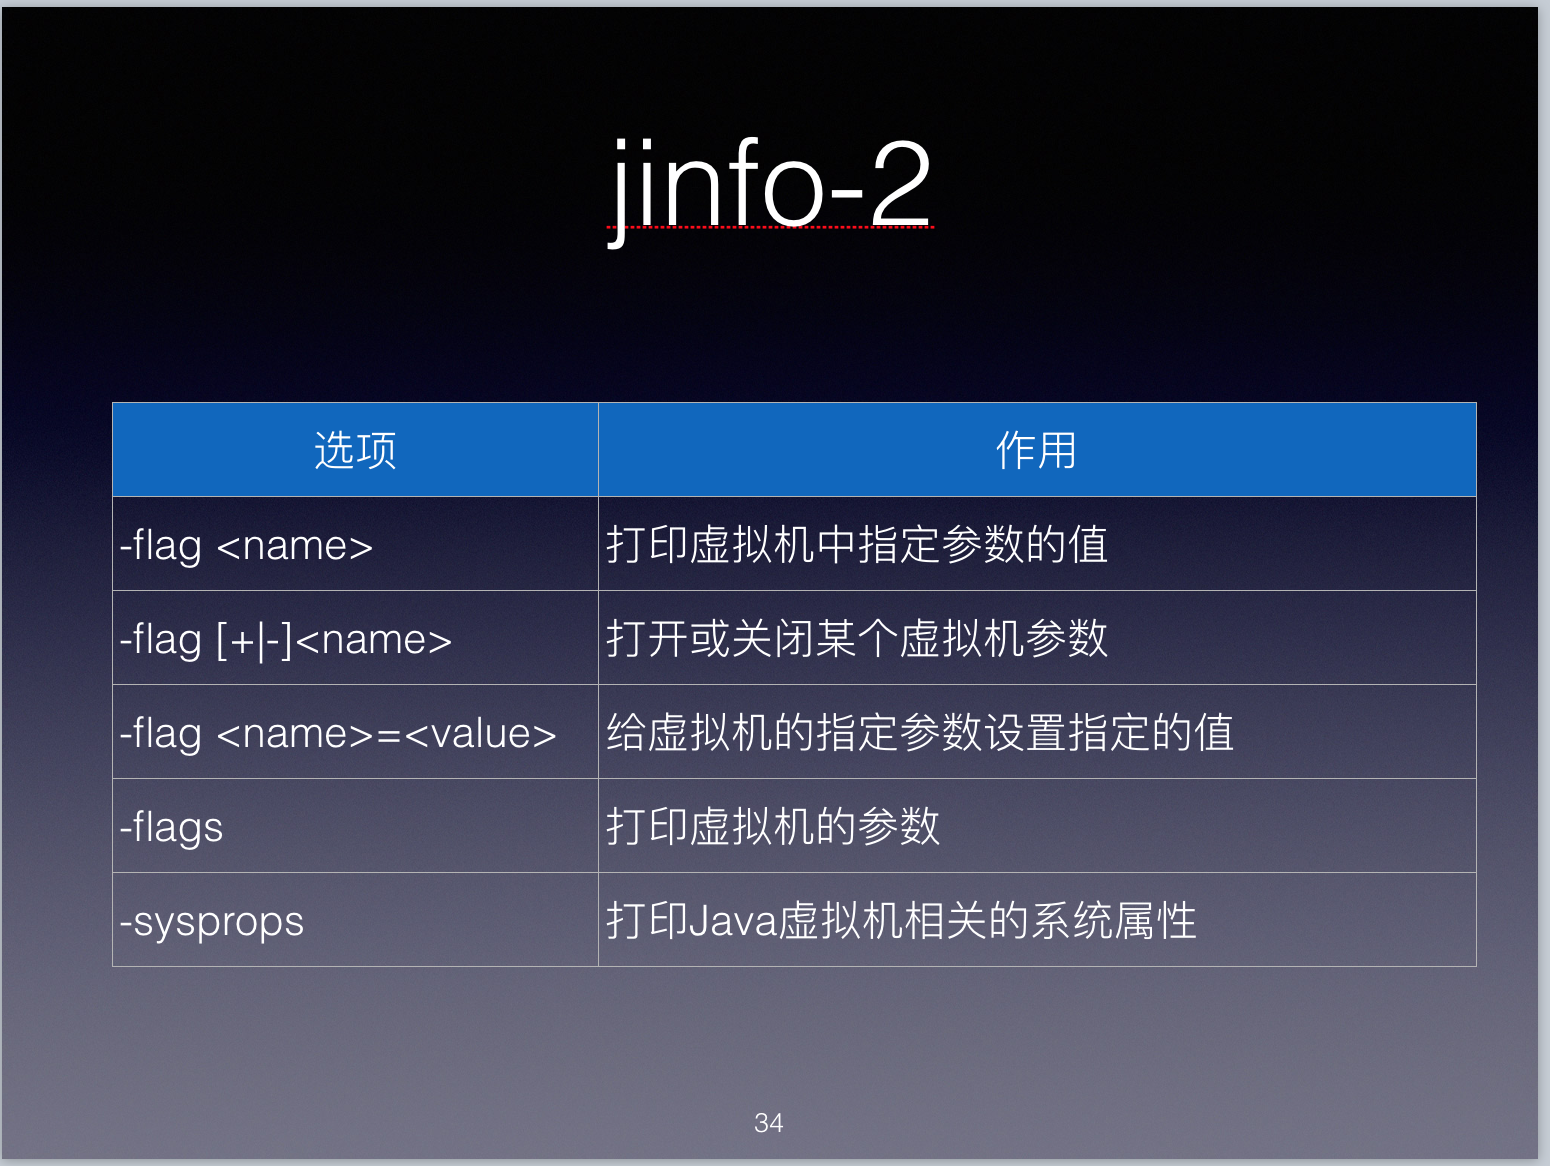 jinfo-2
选项 作用
-flag <name> 打印虚拟机中指定参数的值
-flag [+|-]<name> 打开或关闭某个虚拟机参数
-flag <name>=<value> 给虚拟机的指定参数设置指定的值
-flags 打印虚拟机的参数
-sysprops 打印Java虚拟机相关的系统属性
34